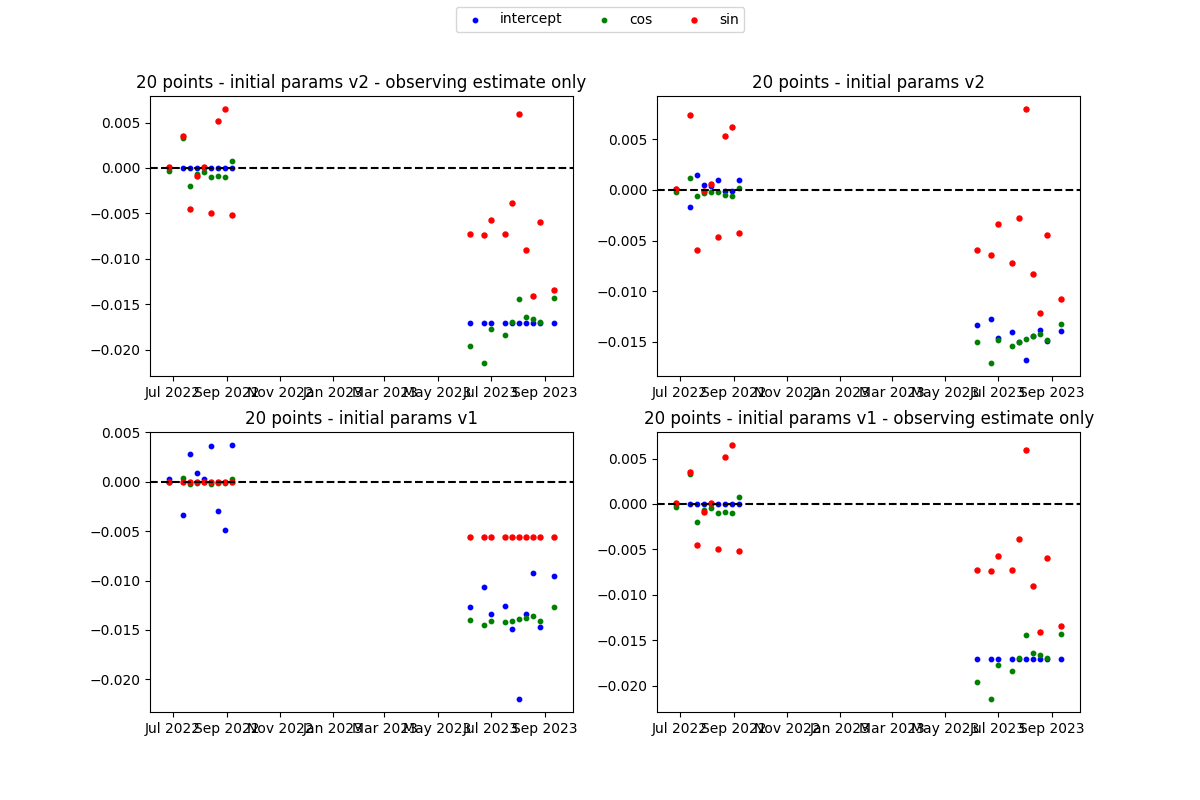 intercept cos sin
20 points - initial params v2 - observing estimate only
0.005
0.000
−0.005
−0.010
−0.015
−0.020
Jul 2022 Sep 2022 Nov 2022 Jan 2023 Mar 2023 May 2023 Jul 2023 Sep 2023
20 points - initial params v2
0.005
0.000
−0.005
−0.010
−0.015
Jul 2022 Sep 2022 Nov 2022 Jan 2023 Mar 2023 May 2023 Jul 2023 Sep 2023
20 points - initial params v1
0.005
0.000
−0.005
−0.010
−0.015
−0.020
Jul 2022 Sep 2022 Nov 2022 Jan 2023 Mar 2023 May 2023 Jul 2023 Sep 2023
20 points - initial params v1 - observing estimate only
0.005
0.000
−0.005
−0.010
−0.015
−0.020
Jul 2022 Sep 2022 Nov 2022 Jan 2023 Mar 2023 May 2023 Jul 2023 Sep 2023